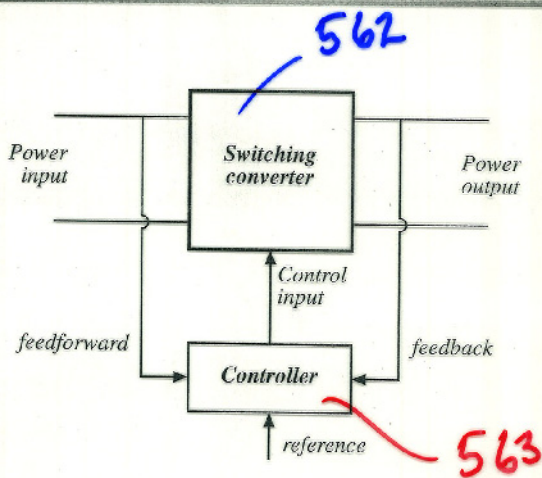 562
Power
input
Switching
converter
Power
output
Control
input
feedforward
Controller
feedback
reference
563